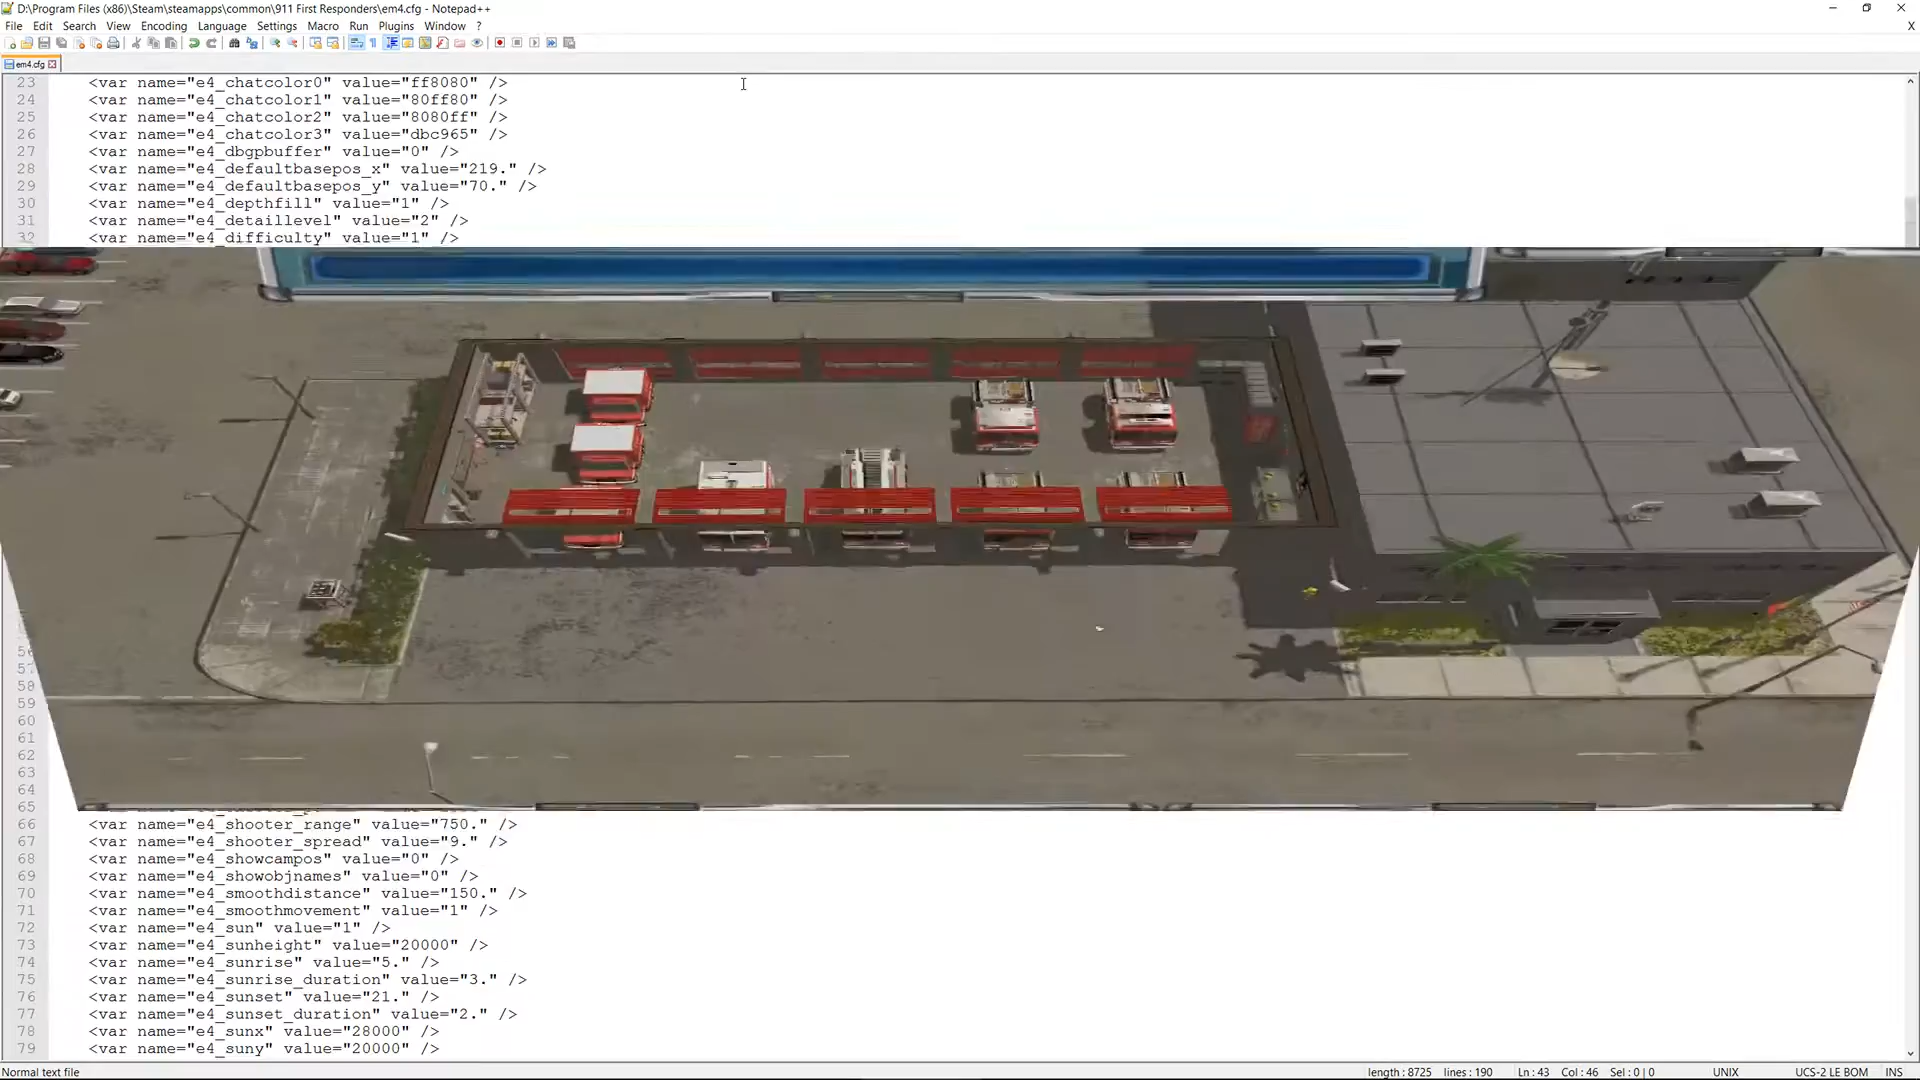 D:\Program Files (x86)\Steam\steamapps\common\911 First Responders\em4.cfg - Notepad++
File Edit Search View Encoding Language Settings Macro Run Plugins Window ?
X
em4.cfg
23 <var name="e4_chatcolor0" value="ff8080" />
24 <var name="e4_chatcolor1" value="80ff80" />
25 <var name="e4_chatcolor2" value="8080ff" />
26 <var name="e4_chatcolor3" value="dbc965" />
27 <var name="e4_dbgpbuffer" value="0" />
28 <var name="e4_defaultbasepos_x" value="219." />
29 <var name="e4_defaultbasepos_y" value="70." />
30 <var name="e4_depthfill" value="1" />
31 <var name="e4_detaillevel" value="2" />
32 <var name="e4_difficulty" value="1" />
58
59
60
61
62
63
64
65
66 <var name="e4_shooter_range" value="750." />
67 <var name="e4_shooter_spread" value="9." />
68 <var name="e4_showcampos" value="0" />
69 <var name="e4_showobjnames" value="0" />
70 <var name="e4_smoothdistance" value="150." />
71 <var name="e4_smoothmovement" value="1" />
72 <var name="e4_sun" value="1" />
73 <var name="e4_sunheight" value="20000" />
74 <var name="e4_sunrise" value="5." />
75 <var name="e4_sunrise_duration" value="3." />
76 <var name="e4_sunset" value="21." />
77 <var name="e4_sunset_duration" value="2." />
78 <var name="e4_sunx" value="28000" />
79 <var name="e4_suny" value="20000" />
Normal text file length : 8725 lines : 190 Ln : 43 Col : 46 Sel : 0 | 0 UNIX UCS-2 LE BOM INS